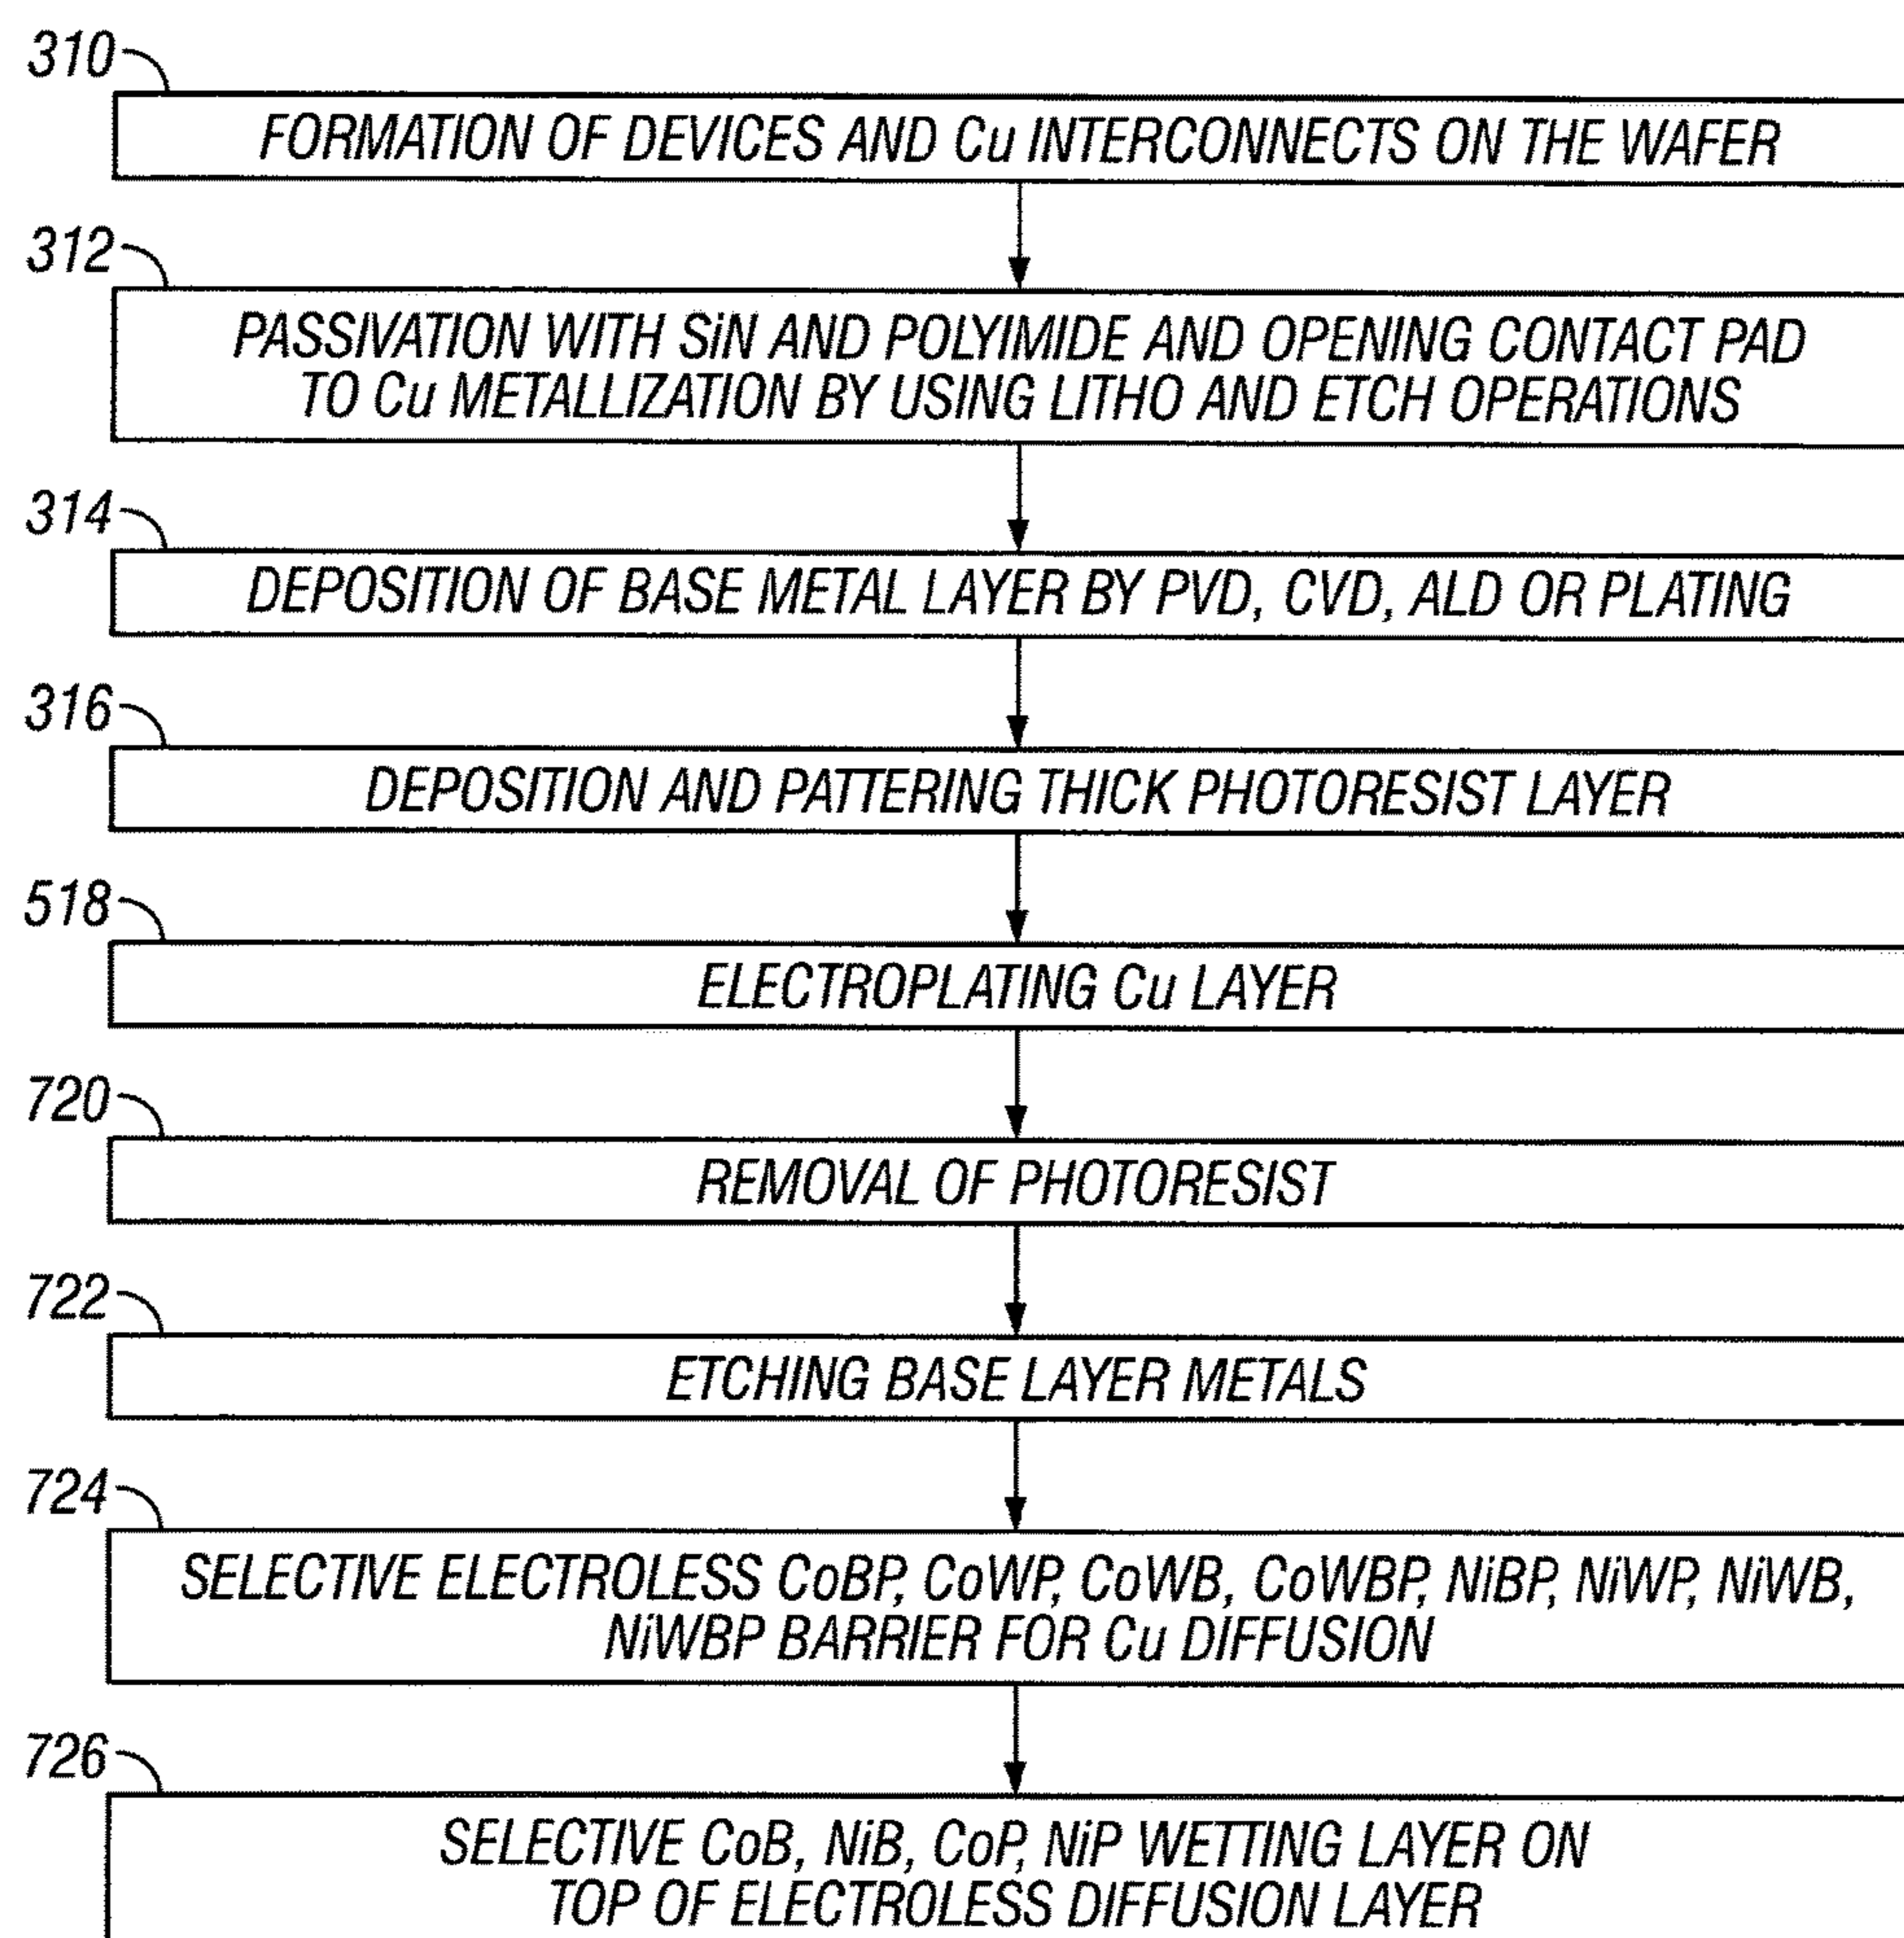 310
FORMATION OF DEVICES AND Cu INTERCONNECTS ON THE WAFER
312
PASSIVATION WITH SiN AND POLYIMIDE AND OPENING CONTACT PAD
TO Cu METALLIZATION BY USING LITHO AND ETCH OPERATIONS
314
DEPOSITION OF BASE METAL LAYER BY PVD, CVD, ALD OR PLATING
316
DEPOSITION AND PATTERING THICK PHOTORESIST LAYER
518
ELECTROPLATING Cu LAYER
720
REMOVAL OF PHOTORESIST
722
ETCHING BASE LAYER METALS
724
SELECTIVE ELECTROLESS CoBP, CoWP, CoWB, CoWBP, NiBP, NiWP, NiWB,
NiWBP BARRIER FOR Cu DIFFUSION
726
SELECTIVE CoB, NiB, CoP, NiP WETTING LAYER ON
TOP OF ELECTROLESS DIFFUSION LAYER